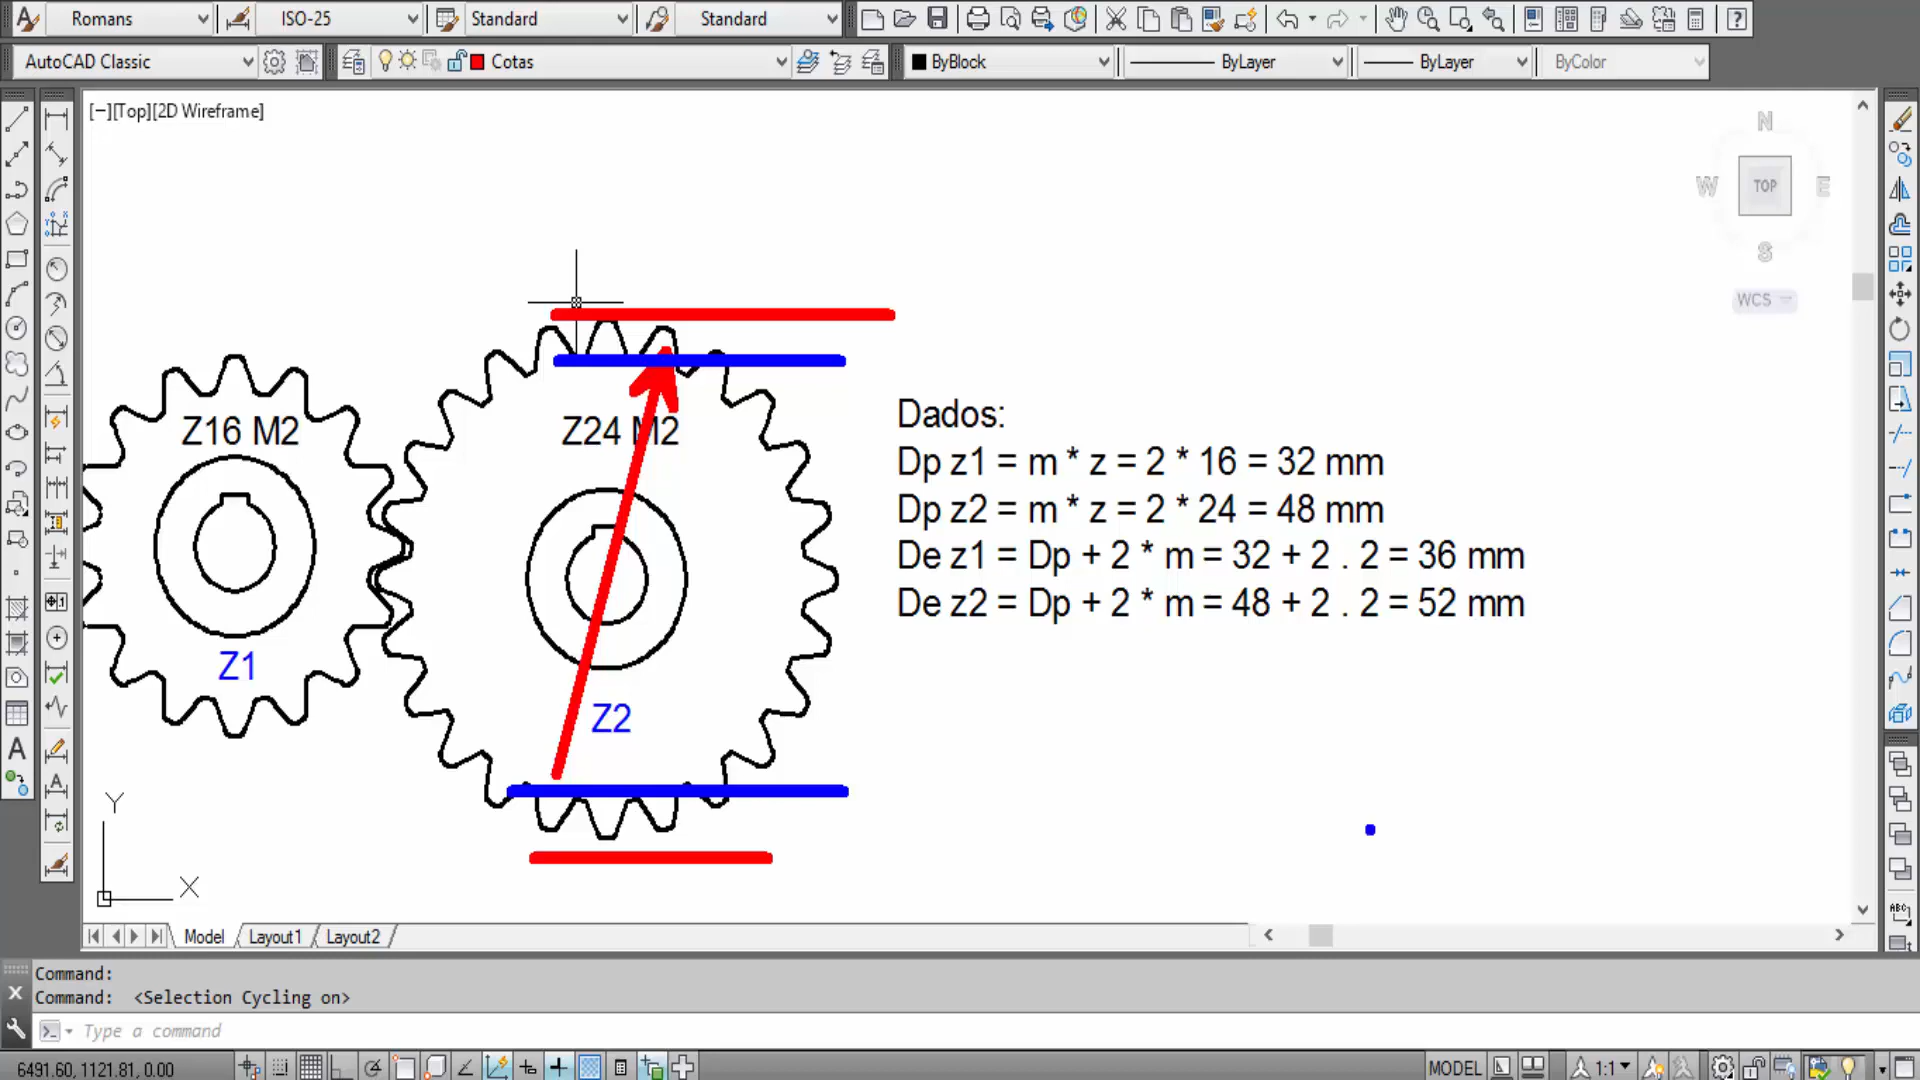 Romans ISO-25 Standard Standard
AutoCAD Classic Cotas ByBlock ByLayer ByLayer ByColor
[−][Top][2D Wireframe]
N
W TOP E
S
WCS
Z16 M2
Z24 M2
Z1
Z2
Dados:
Dp z1 = m * z = 2 * 16 = 32 mm
Dp z2 = m * z = 2 * 24 = 48 mm
De z1 = Dp + 2 * m = 32 + 2 . 2 = 36 mm
De z2 = Dp + 2 * m = 48 + 2 . 2 = 52 mm
Y
X
Model Layout1 Layout2
Command:
Command: <Selection Cycling on>
Type a command
6491.60, 1121.81, 0.00 MODEL 1:1